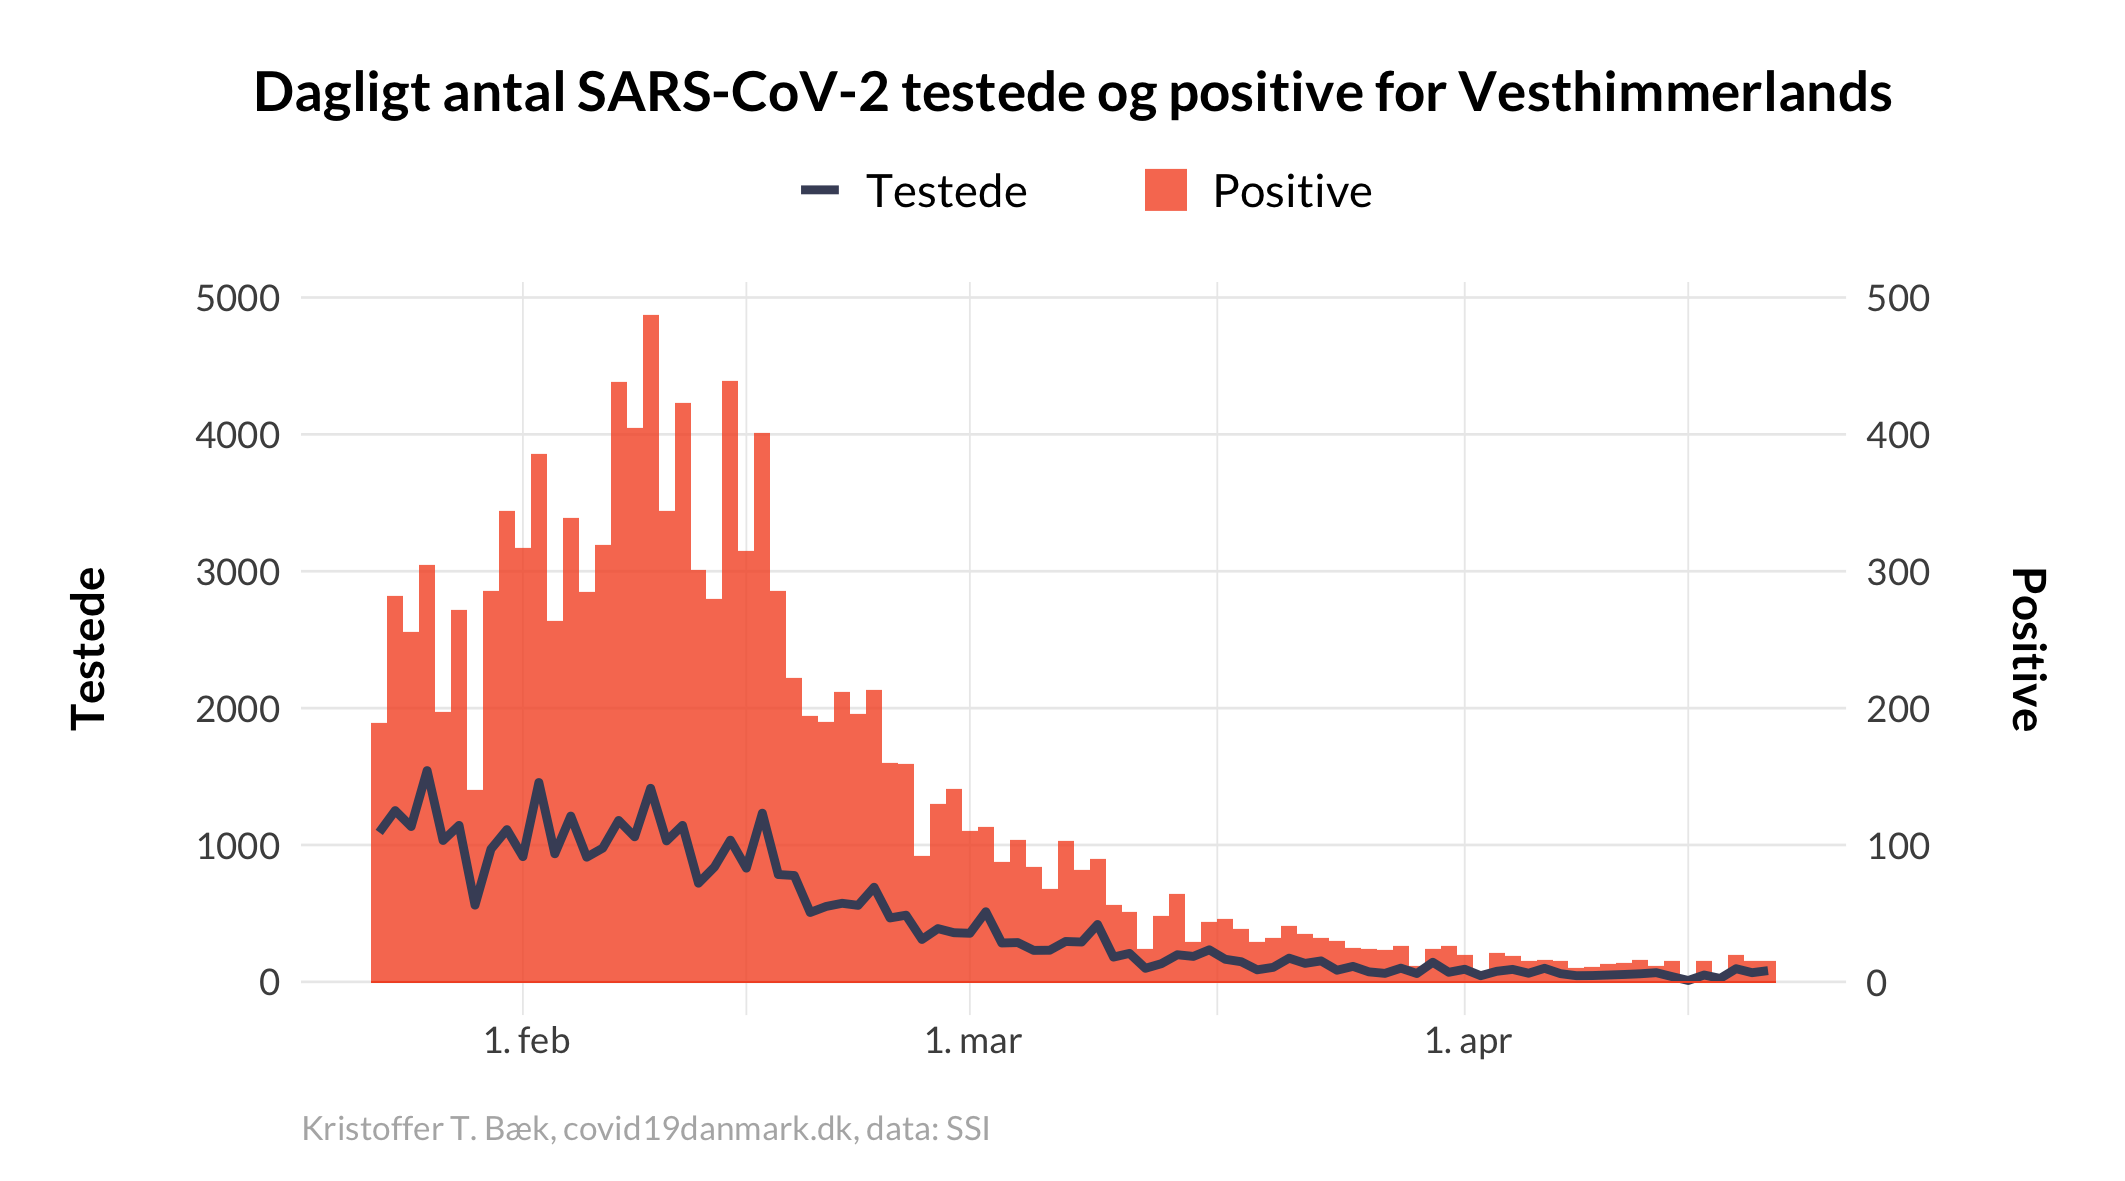 Dagligt antal SARS-CoV-2 testede og positive for Vesthimmerlands
Testede
Positive
5000
4000
3000
2000
1000
0
500
400
300
200
100
0
Testede
Positive
1. feb
1. mar
1. apr
Kristoffer T. Bæk, covid19danmark.dk, data: SSI